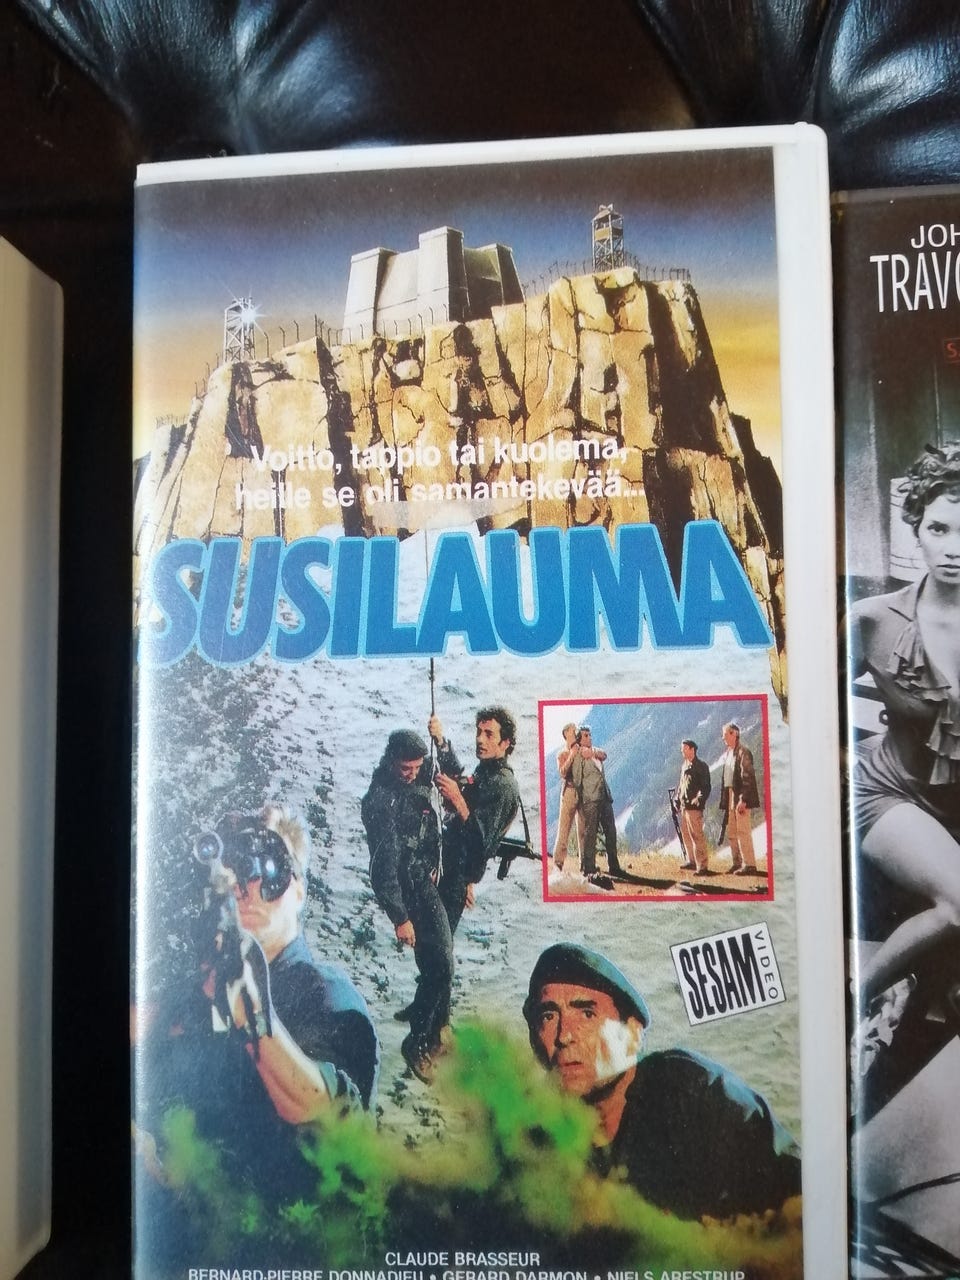 Voitto, tappio tai kuolema,
heille se oli samantekevää...
SUSILAUMA
SESAM
VIDEO
CLAUDE BRASSEUR
BERNARD-PIERRE DONNADIEU • GERARD DARMON • NIELS ARESTRUP
JOH
TRAVO